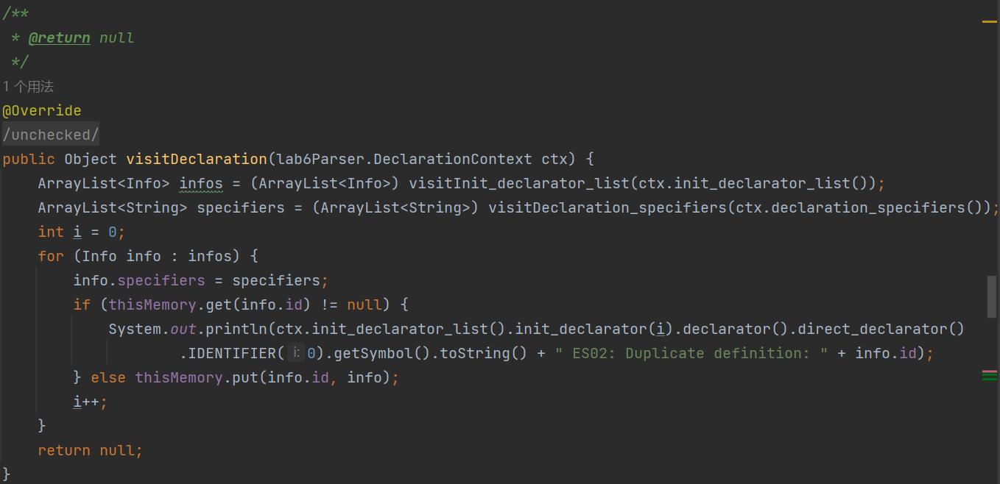 /**
 * @return null
 */
1 个用法
@Override
/unchecked/
public Object visitDeclaration(lab6Parser.DeclarationContext ctx) {
    ArrayList<Info> infos = (ArrayList<Info>) visitInit_declarator_list(ctx.init_declarator_list());
    ArrayList<String> specifiers = (ArrayList<String>) visitDeclaration_specifiers(ctx.declaration_specifiers());
    int i = 0;
    for (Info info : infos) {
        info.specifiers = specifiers;
        if (thisMemory.get(info.id) != null) {
            System.out.println(ctx.init_declarator_list().init_declarator(i).declarator().direct_declarator()
                    .IDENTIFIER( i: 0).getSymbol().toString() + " ES02: Duplicate definition: " + info.id);
        } else thisMemory.put(info.id, info);
        i++;
    }
    return null;
}